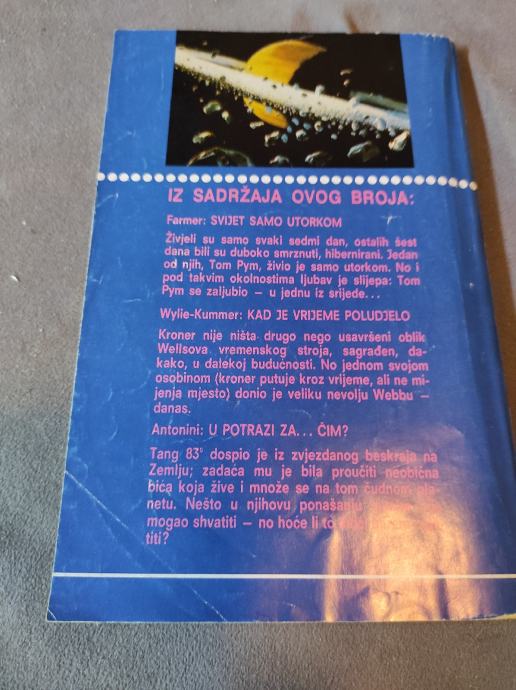 IZ SADRŽAJA OVOG BROJA:
Farmer: SVIJET SAMO UTORKOM
Živjeli su samo svaki sedmi dan, ostalih šest
dana bili su duboko smrznuti, hibernirani. Jedan
od njih, Tom Pym, živio je samo utorkom. No i
pod takvim okolnostima ljubav je slijepa: Tom
Pym se zaljubio — u jednu iz srijede...
Wylie-Kummer: KAD JE VRIJEME POLUDJELO
Kroner nije ništa drugo nego usavršeni oblik
Wellsova vremenskog stroja, sagrađen, da-
kako, u dalekoj budućnosti. No jednom svojom
osobinom (kroner putuje kroz vrijeme, ali ne mi-
jenja mjesto) donio je veliku nevolju Webbu —
danas.
Antonini: U POTRAZI ZA... ČIM?
Tang 83° dospio je iz zvjezdanog beskraja na
Zemlju; zadaća mu je bila proučiti neobična
bića koja žive i množe se na tom čudnom pla-
netu. Nešto u njihovu ponašanju
mogao shvatiti — no hoće li to
titi?